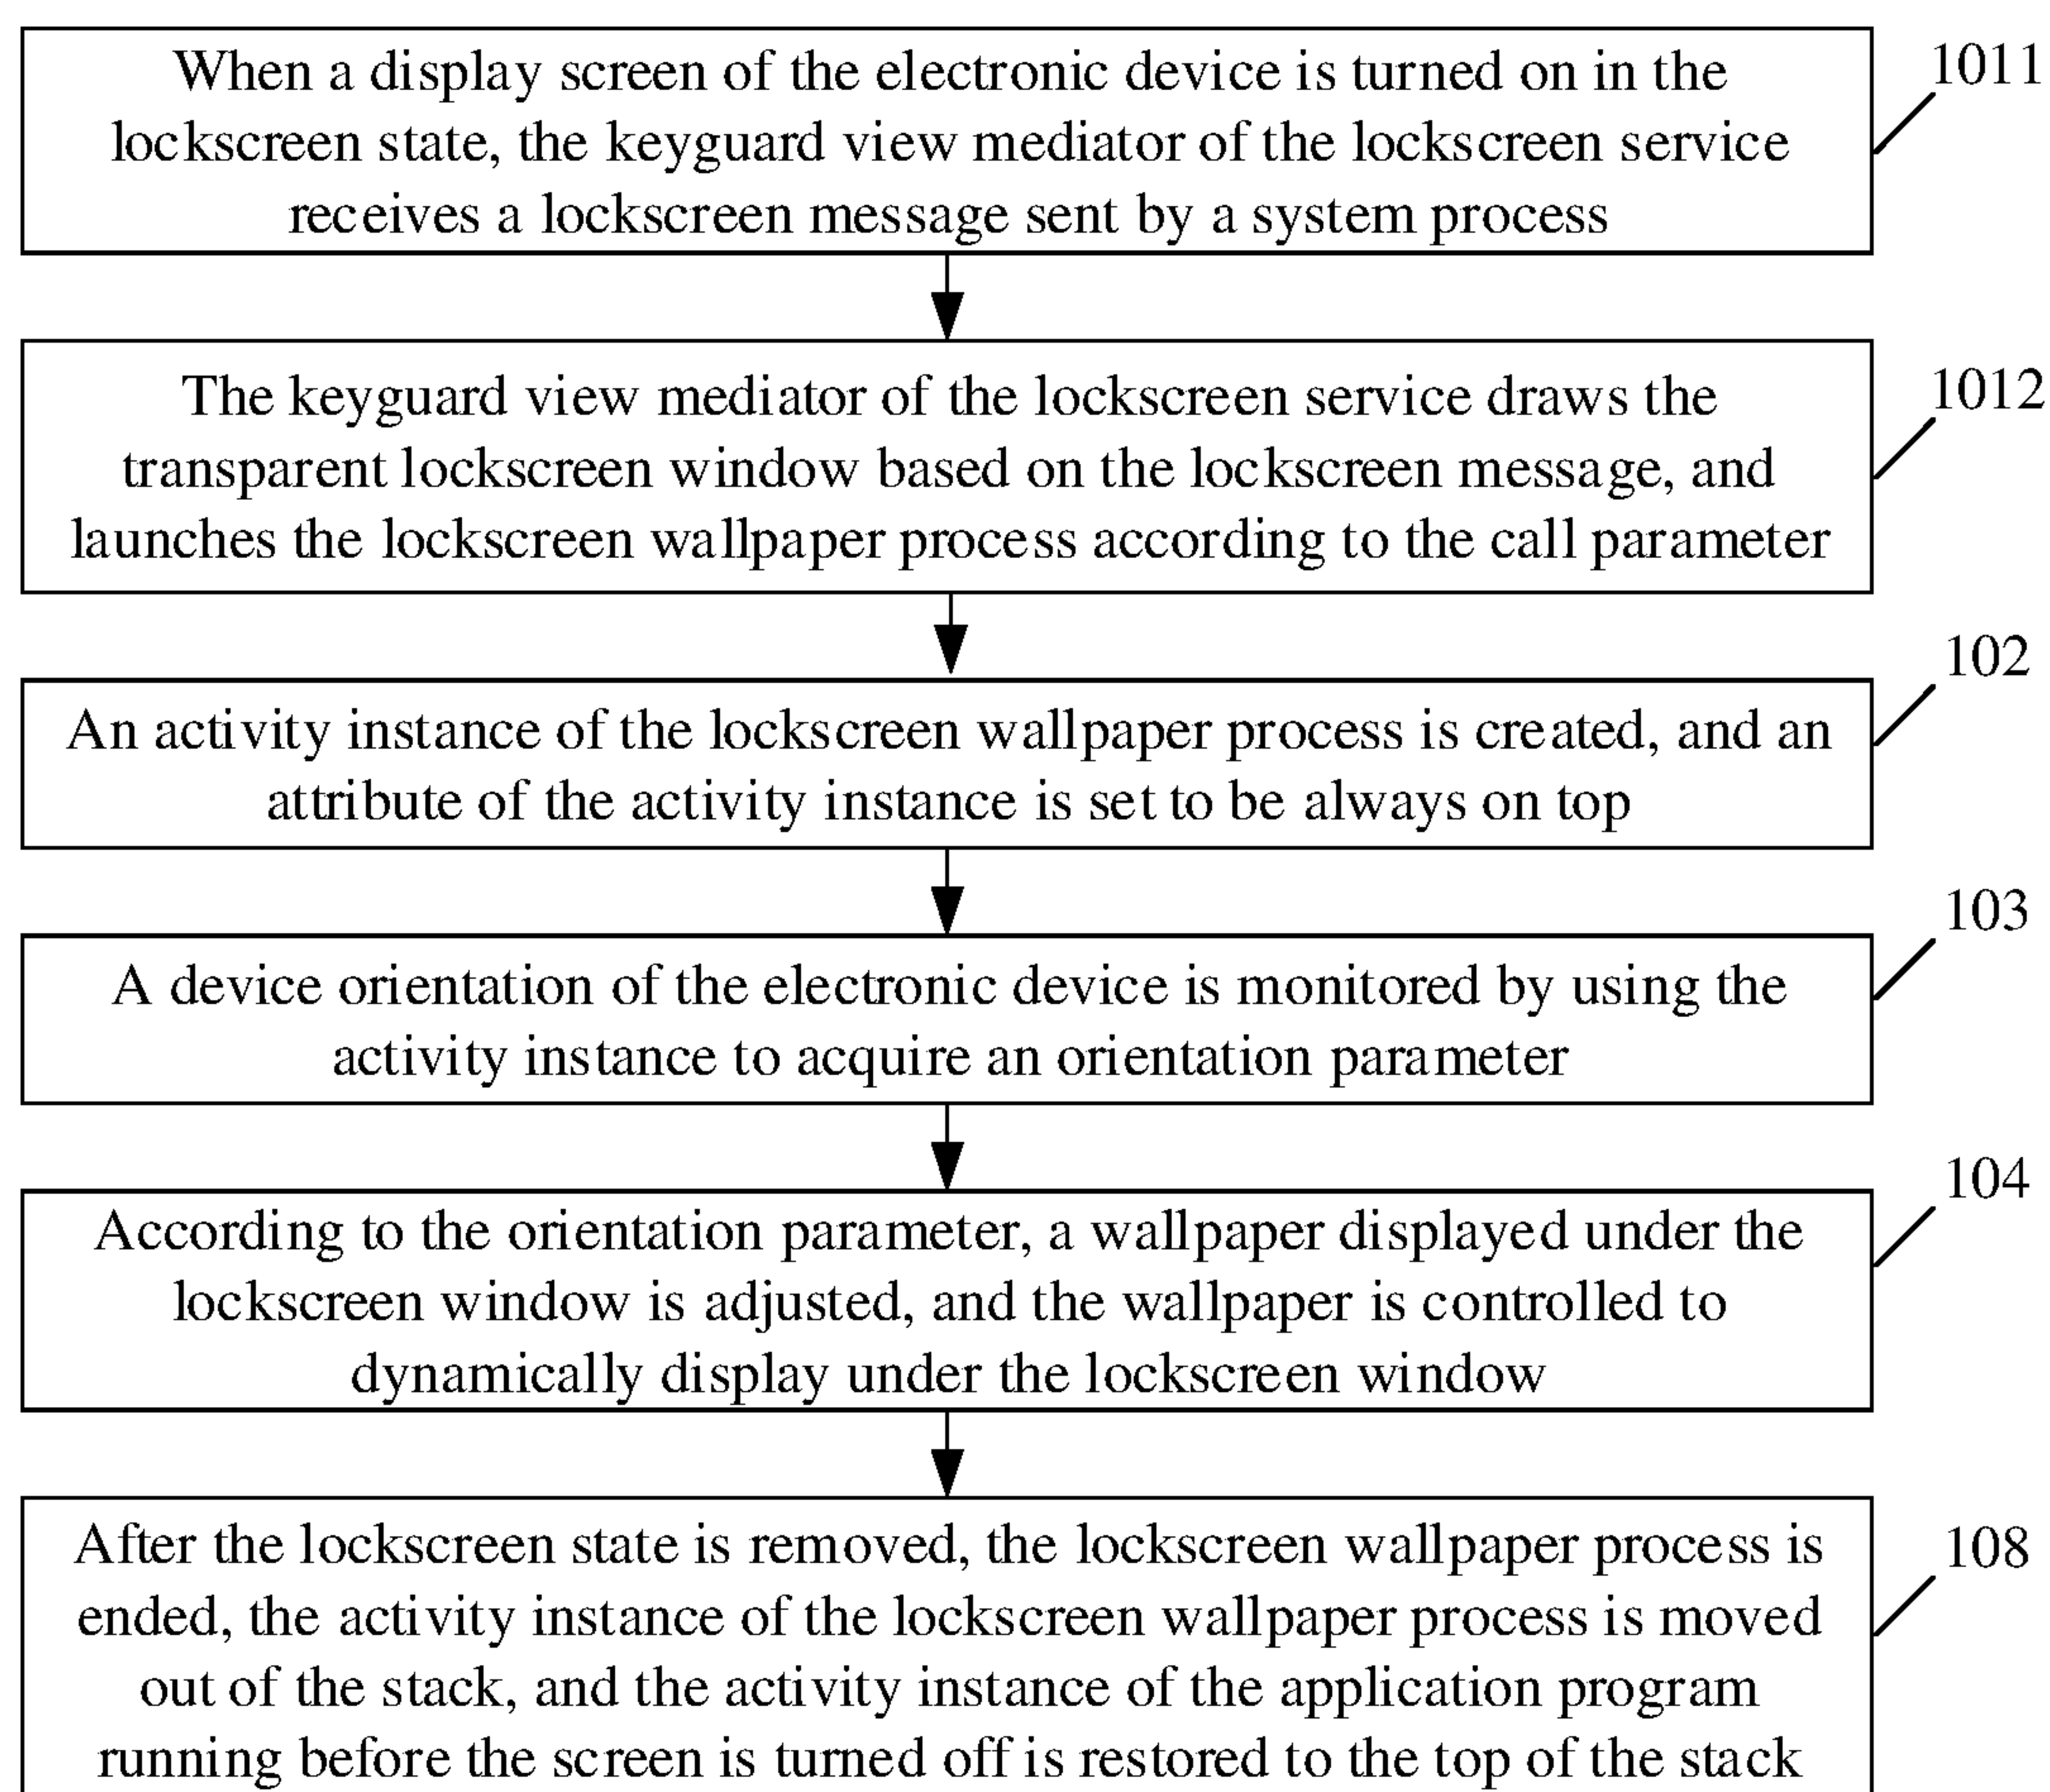 When a display screen of the electronic device is turned on in the
lockscreen state, the keyguard view mediator of the lockscreen service
receives a lockscreen message sent by a system process
1011
The keyguard view mediator of the lockscreen service draws the
transparent lockscreen window based on the lockscreen message, and
launches the lockscreen wallpaper process according to the call parameter
1012
An activity instance of the lockscreen wallpaper process is created, and an
attribute of the activity instance is set to be always on top
102
A device orientation of the electronic device is monitored by using the
activity instance to acquire an orientation parameter
103
According to the orientation parameter, a wallpaper displayed under the
lockscreen window is adjusted, and the wallpaper is controlled to
dynamically display under the lockscreen window
104
After the lockscreen state is removed, the lockscreen wallpaper process is
ended, the activity instance of the lockscreen wallpaper process is moved
out of the stack, and the activity instance of the application program
running before the screen is turned off is restored to the top of the stack
108